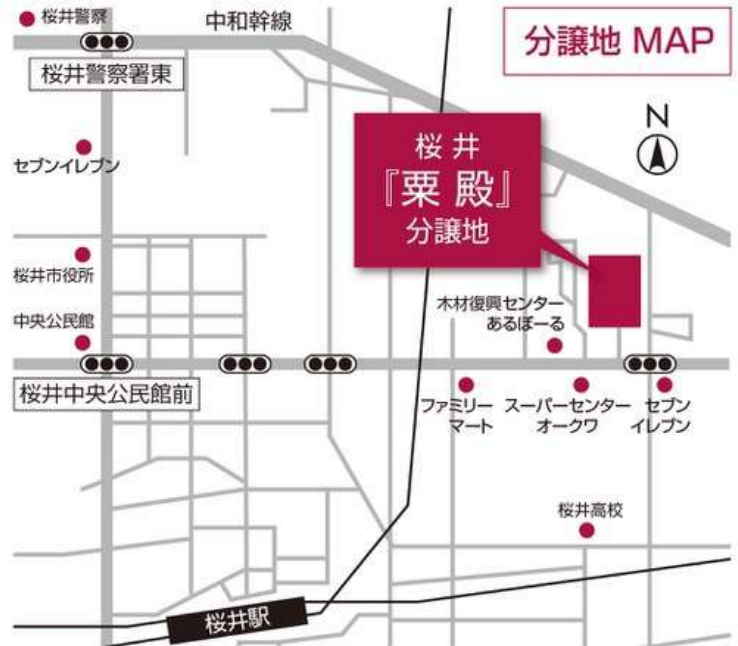 桜井警察
中和幹線
分譲地 MAP
桜井警察署東
N
セブンイレブン
桜井
『粟殿』
分譲地
桜井市役所
木材復興センター
あるぼーる
中央公民館
桜井中央公民館前
ファミリー
マート
スーパーセンター
オークワ
セブン
イレブン
桜井高校
桜井駅